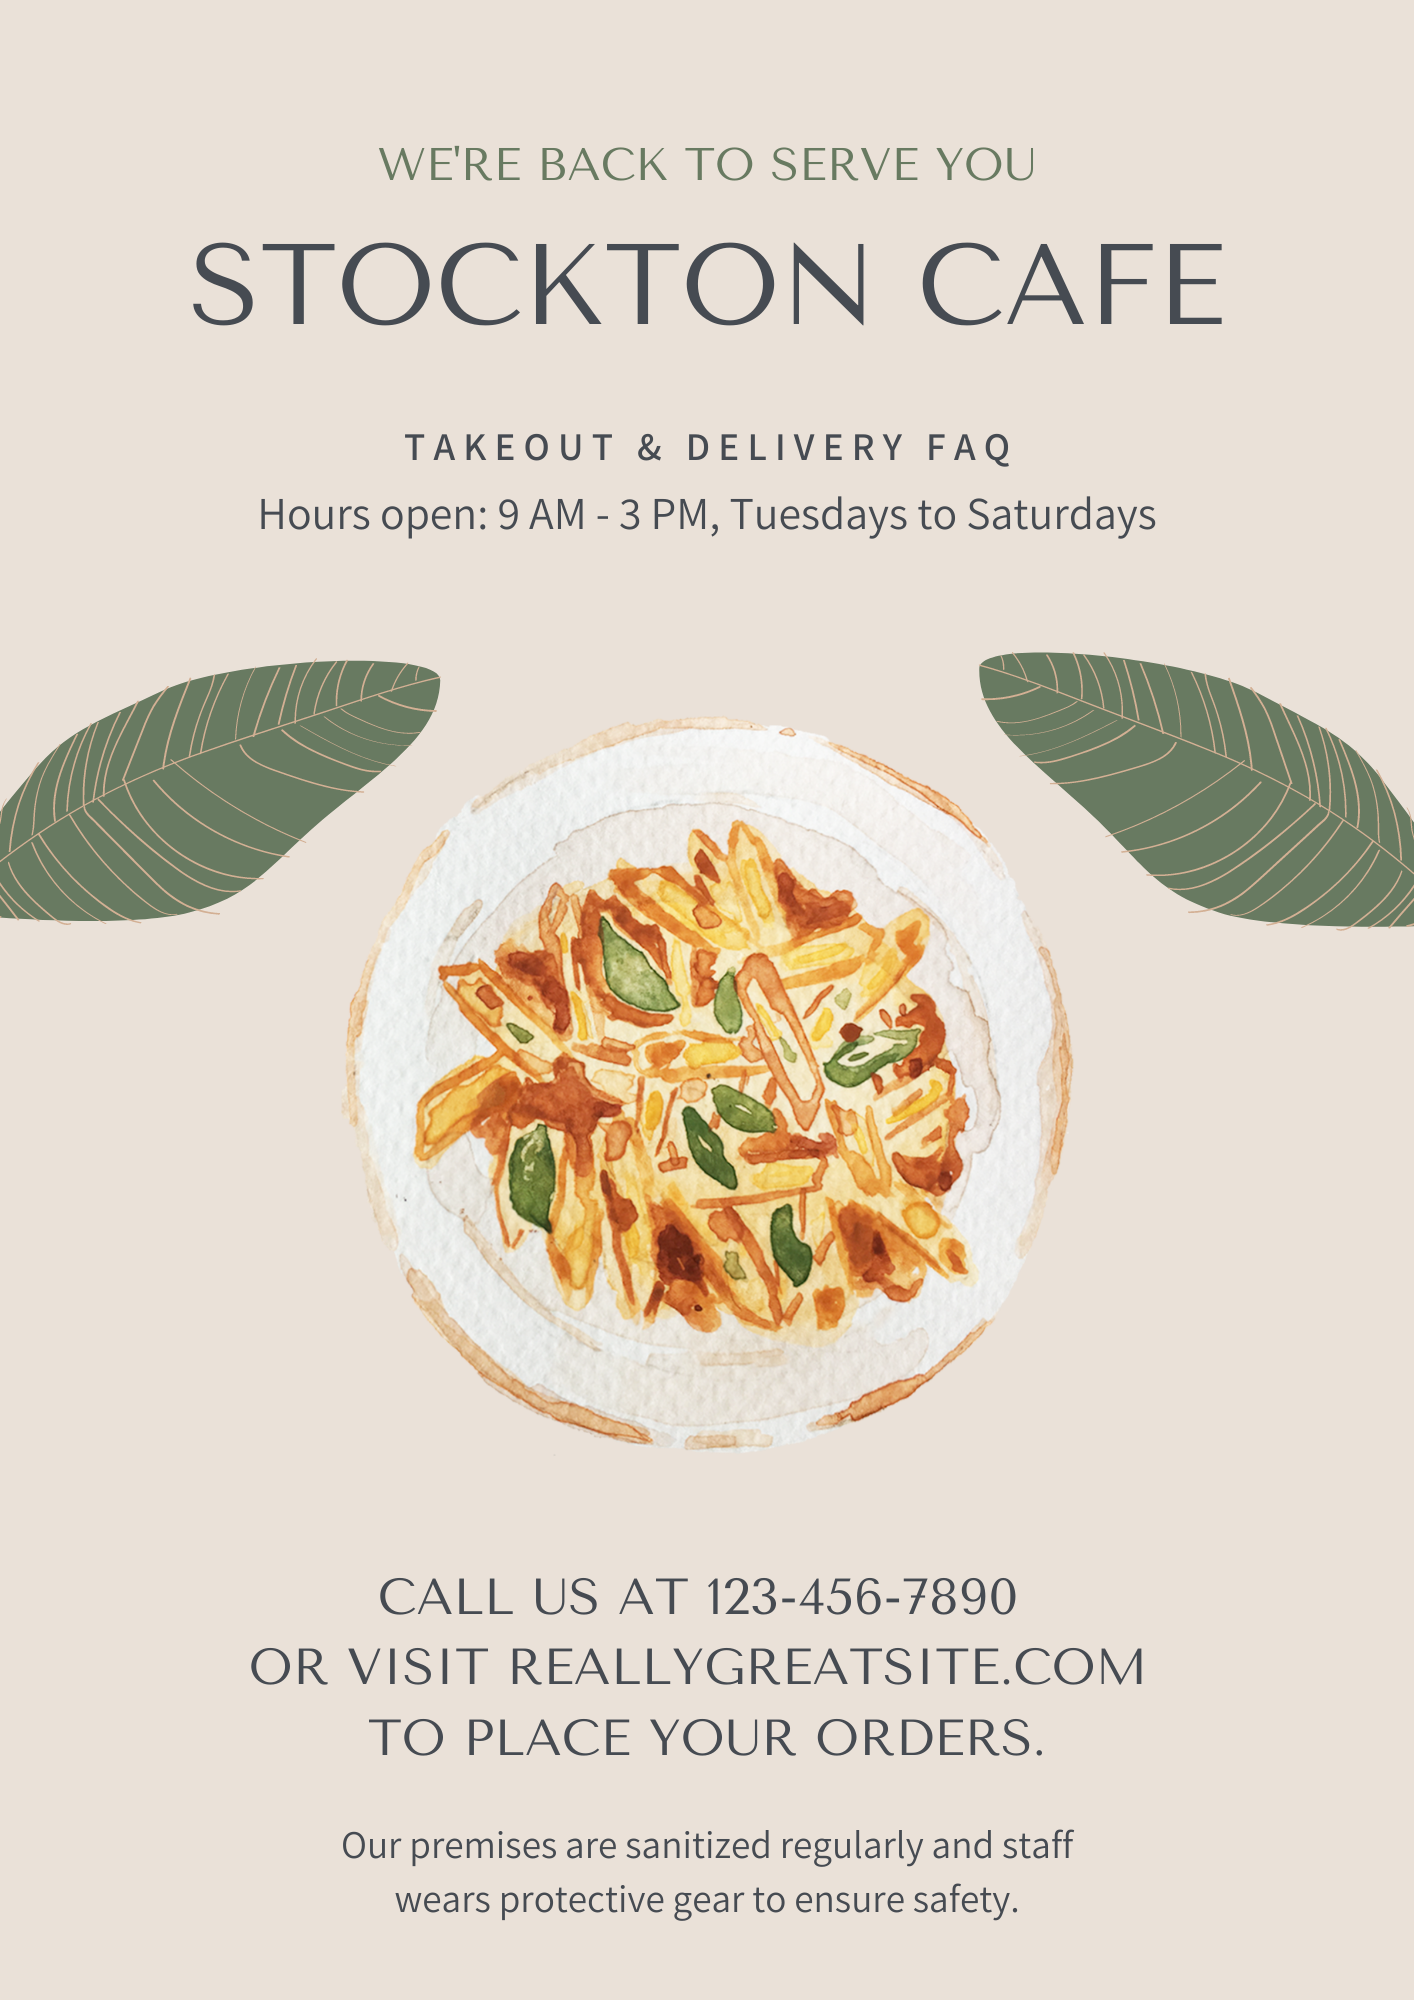 WE'RE BACK TO SERVE YOU
STOCKTON CAFE
TAKEOUT & DELIVERY FAQ
Hours open: 9 AM - 3 PM, Tuesdays to Saturdays
CALL US AT 123-456-7890
OR VISIT REALLYGREATSITE.COM
TO PLACE YOUR ORDERS.
Our premises are sanitized regularly and staff
wears protective gear to ensure safety.